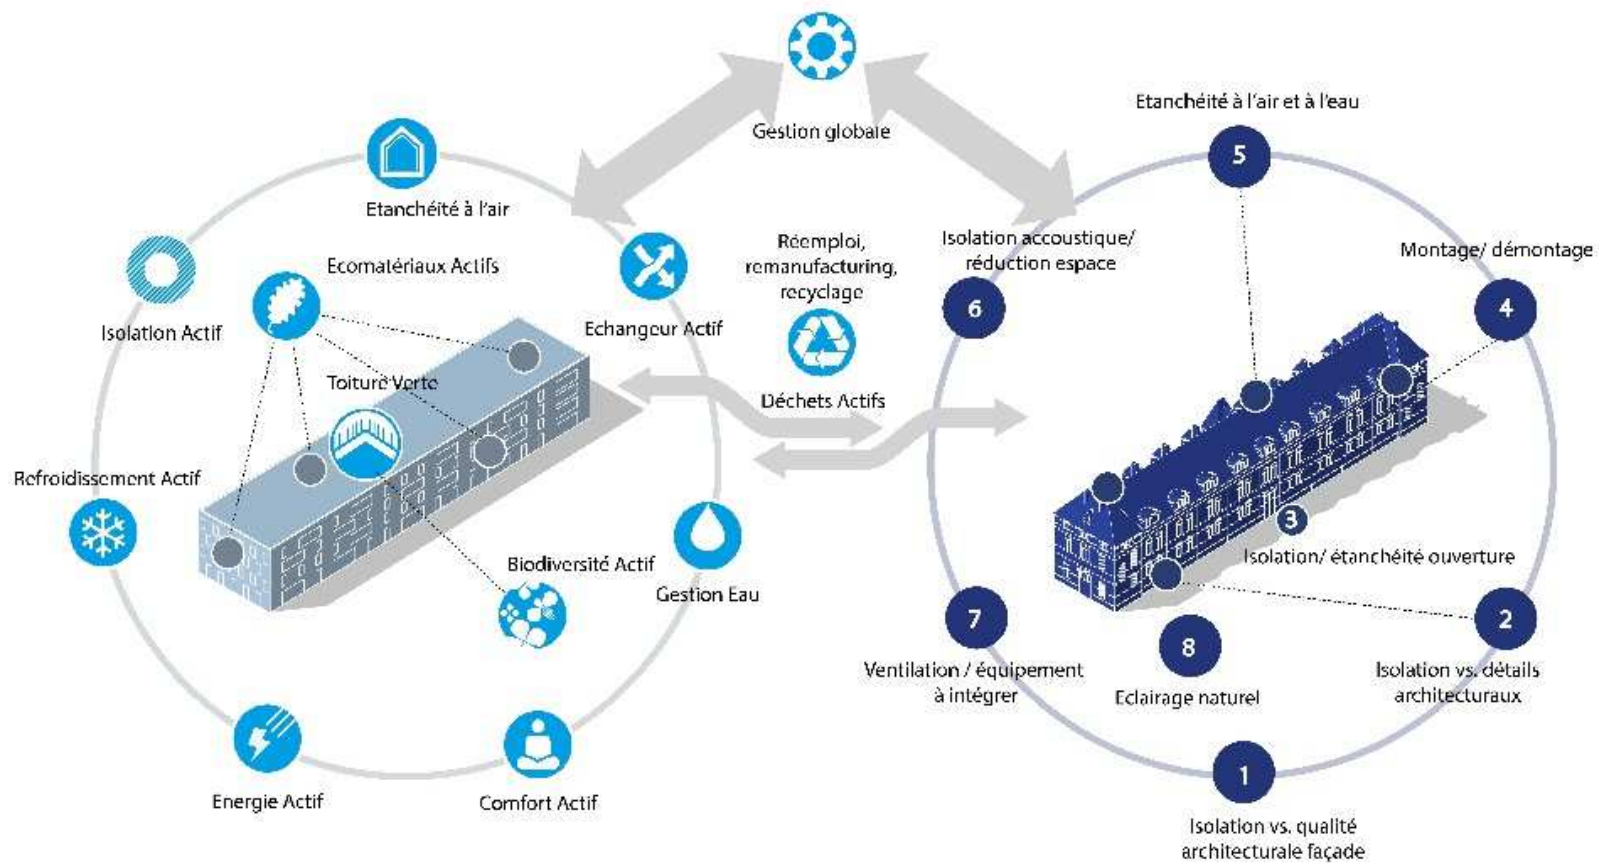 Gestion globale
Etanchéité à l'air
Isolation Actif
Ecomatériaux Actifs
Echangeur Actif
Toiture Verte
Refroidissement Actif
Biodiversité Actif
Gestion Eau
Energie Actif
Comfort Actif
Réemploi,
remanufacturing,
recyclage
Déchets Actifs
Etanchéité à l'air et à l'eau
5
Isolation accoustique/
réduction espace
6
Montage/ démontage
4
3
Isolation/ étanchéité ouverture
7
Ventilation / équipement
à intégrer
8
Eclairage naturel
2
Isolation vs. détails
architecturaux
1
Isolation vs. qualité
architecturale façade